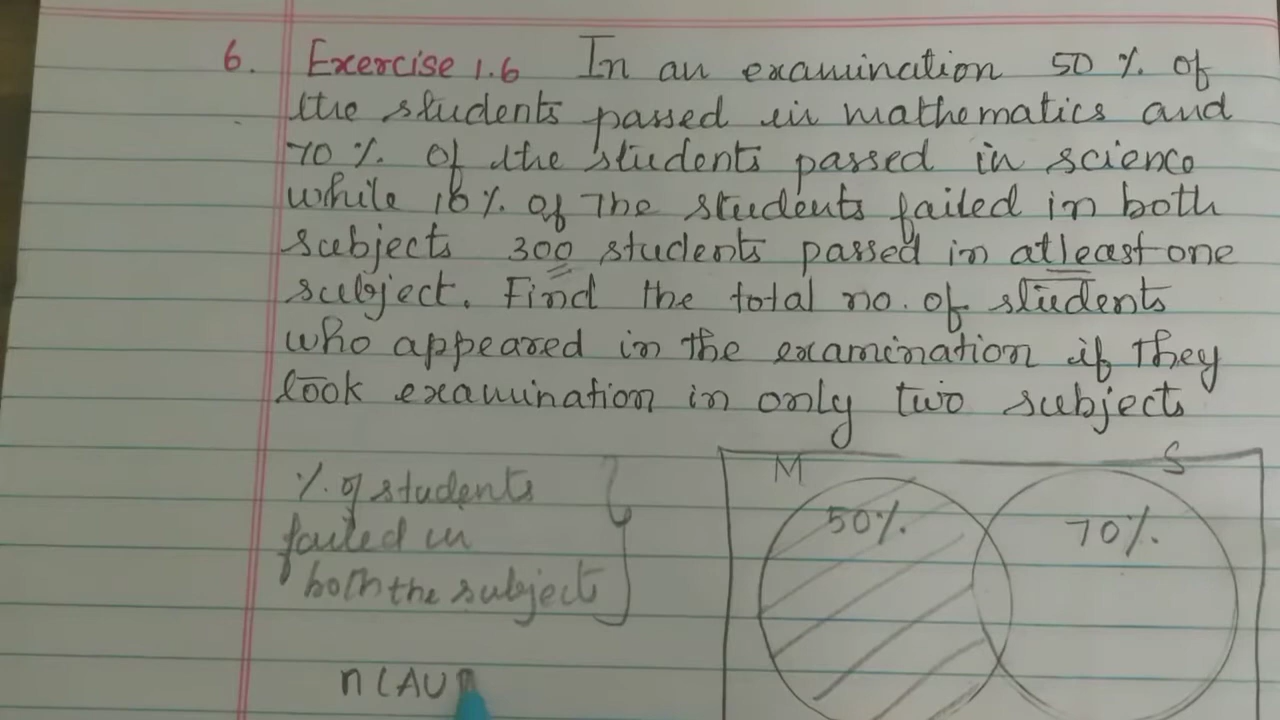 6. Exercise 1.6 In an examination 50 % of
the students passed in mathematics and
70 % of the students passed in science
while 10 % of The students failed in both
subjects 300 students passed in atleast one
subject. Find the total no. of students
who appeared in the examination if they
took examination in only two subjects
M S
% of students
50% 70%
failed in
both the subject
n(AU